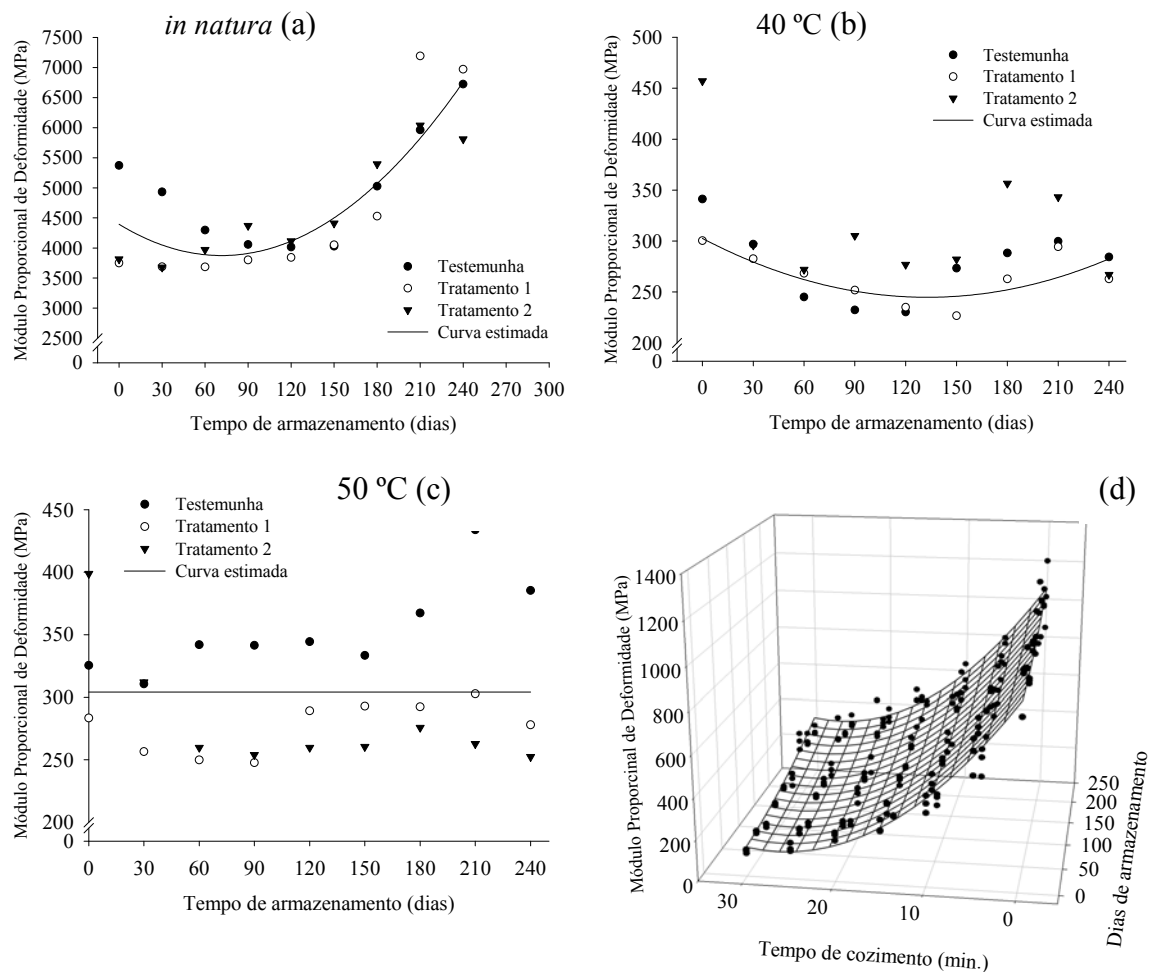 in natura (a)
Módulo Proporcional de Deformidade (MPa)
7500
7000
6500
6000
5500
5000
4500
4000
3500
3000
2500
0
Testemunha
Tratamento 1
Tratamento 2
Curva estimada
0 30 60 90 120 150 180 210 240 270 300
Tempo de armazenamento (dias)
40 ºC (b)
Módulo Propporcional de Deformidade (MPa)
500
450
400
350
300
250
200
0
Testemunha
Tratamento 1
Tratamento 2
Curva estimada
0 30 60 90 120 150 180 210 240
Tempo de armazenamento (dias)
50 ºC (c)
Módulo Proporcional de Deformidade (MPa)
450
400
350
300
250
200
0
Testemunha
Tratamento 1
Tratamento 2
Curva estimada
0 30 60 90 120 150 180 210 240
Tempo de armazenamento (dias)
(d)
Módulo Proporcinal de Deformidade (MPa)
1400
1200
1000
800
600
400
200
0
30 20 10 0
Tempo de cozimento (min.)
250
200
150
100
50
0
Dias de armazenamento